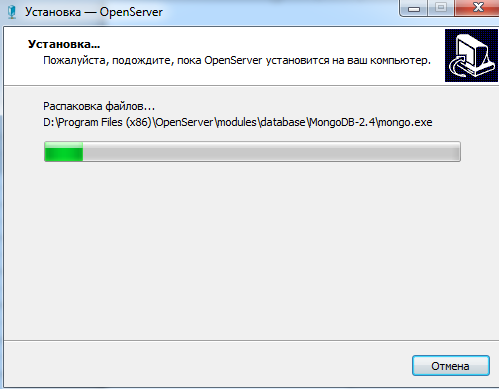 Установка — OpenServer
Установка...
Пожалуйста, подождите, пока OpenServer установится на ваш компьютер.
Распаковка файлов...
D:\Program Files (x86)\OpenServer\modules\database\MongoDB-2.4\mongo.exe
Отмена